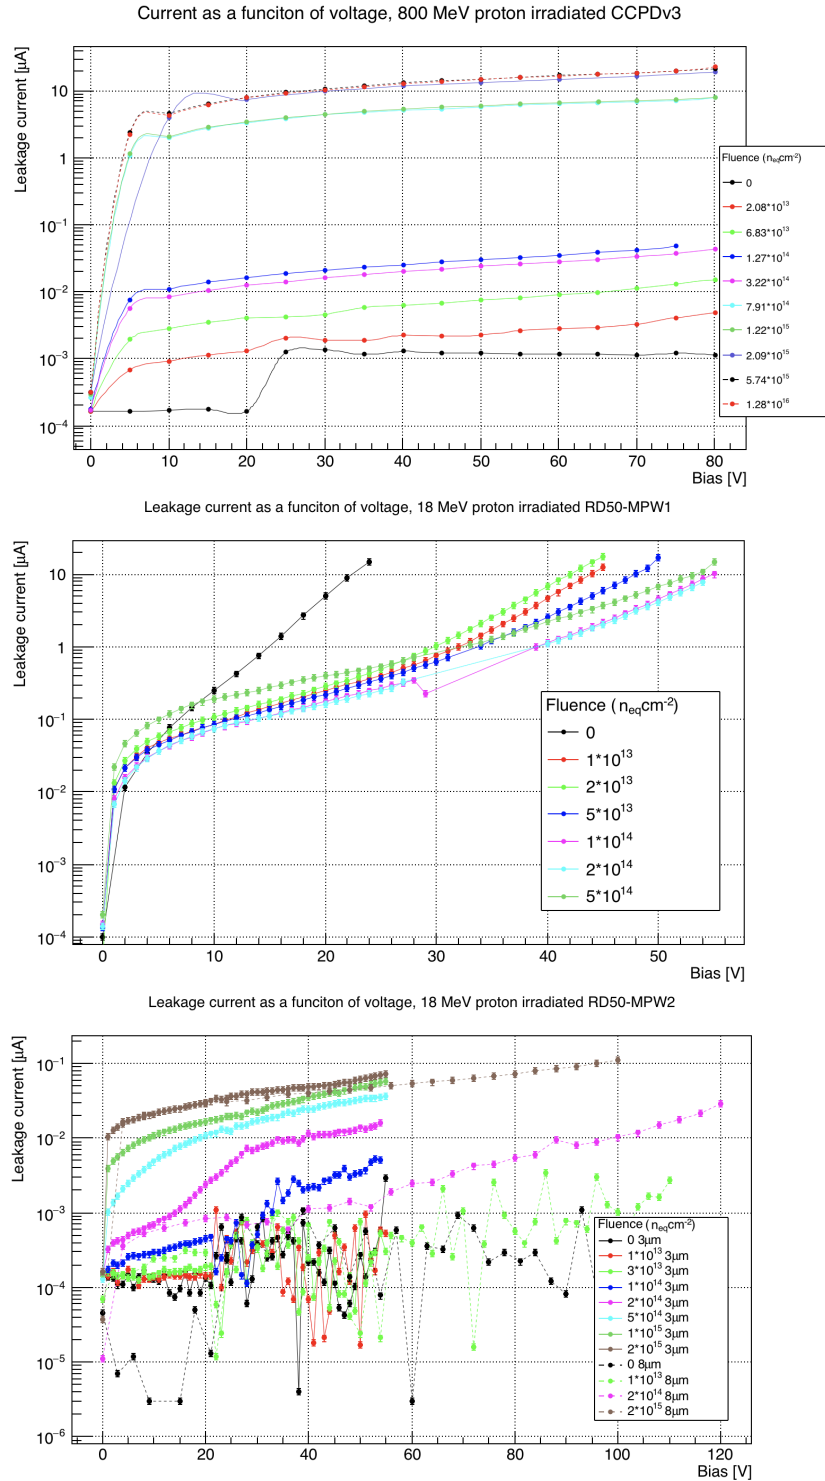 Current as a funciton of voltage, 800 MeV proton irradiated CCPDv3
Leakage current [μA]
10
1
10⁻¹
10⁻²
10⁻³
10⁻⁴
0 10 20 30 40 50 60 70 80
Bias [V]
Fluence (n_eq cm⁻²)
0
2.08*10¹³
6.83*10¹³
1.27*10¹⁴
3.22*10¹⁴
7.91*10¹⁴
1.22*10¹⁵
2.09*10¹⁵
5.74*10¹⁵
1.28*10¹⁶
Leakage current as a funciton of voltage, 18 MeV proton irradiated RD50-MPW1
Leakage current [μA]
10
1
10⁻¹
10⁻²
10⁻³
10⁻⁴
0 10 20 30 40 50
Bias [V]
Fluence (n_eq cm⁻²)
0
1*10¹³
2*10¹³
5*10¹³
1*10¹⁴
2*10¹⁴
5*10¹⁴
Leakage current as a funciton of voltage, 18 MeV proton irradiated RD50-MPW2
Leakage current [μA]
10⁻¹
10⁻²
10⁻³
10⁻⁴
10⁻⁵
10⁻⁶
0 20 40 60 80 100 120
Bias [V]
Fluence (n_eq cm⁻²)
0 3μm
1*10¹³ 3μm
3*10¹³ 3μm
1*10¹⁴ 3μm
2*10¹⁴ 3μm
5*10¹⁴ 3μm
1*10¹⁵ 3μm
2*10¹⁵ 3μm
0 8μm
1*10¹³ 8μm
2*10¹⁴ 8μm
2*10¹⁵ 8μm